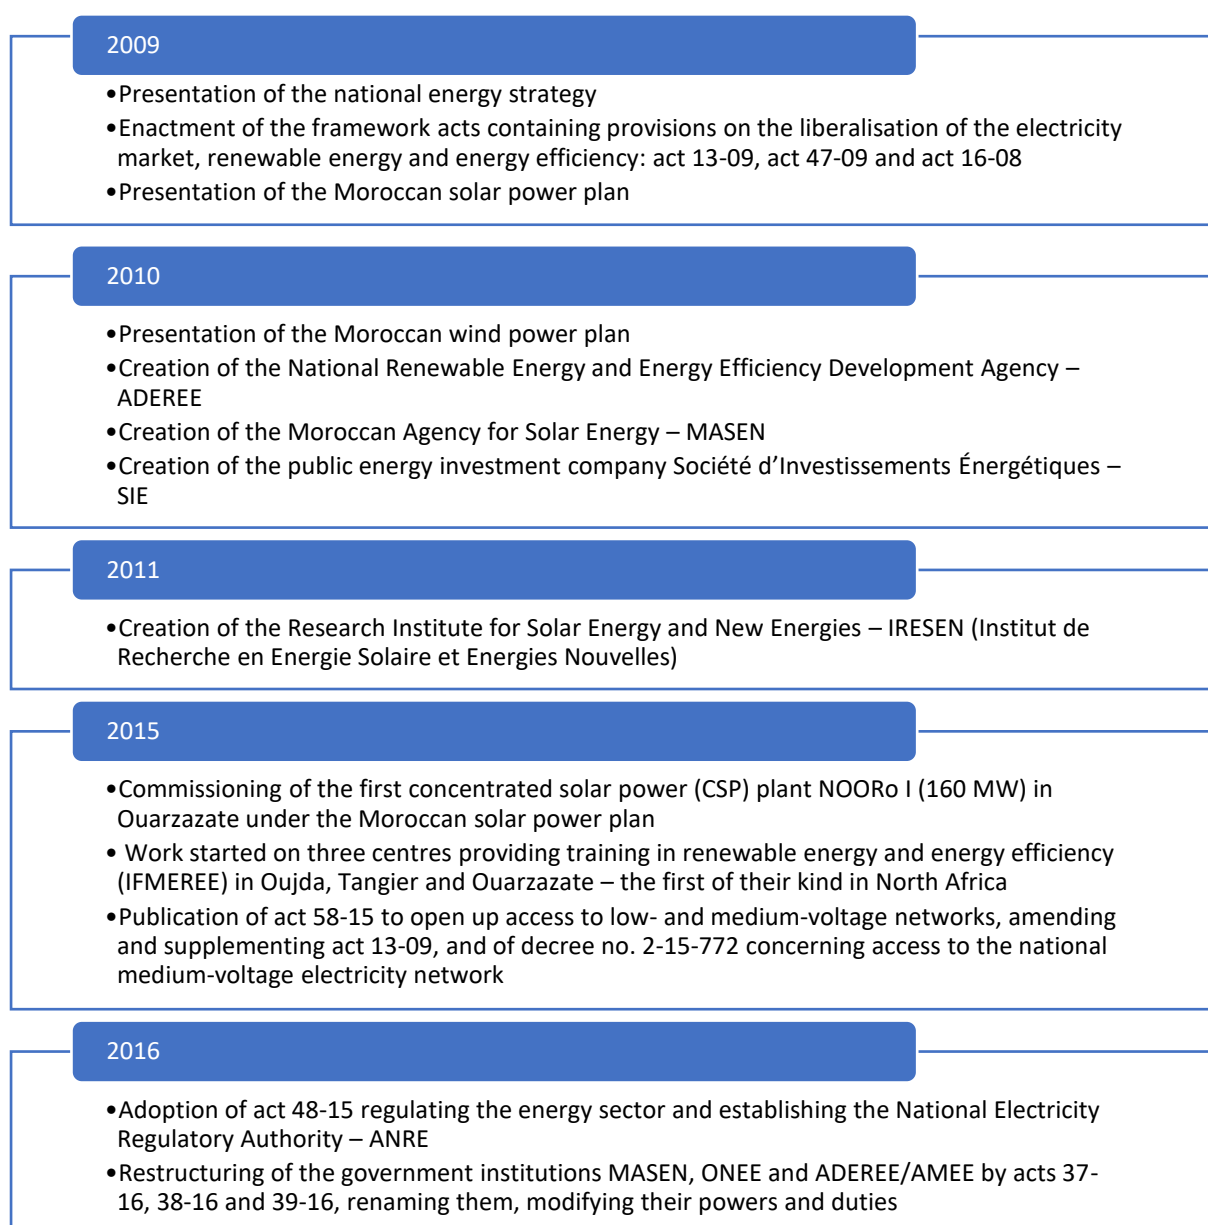 2009
•Presentation of the national energy strategy
•Enactment of the framework acts containing provisions on the liberalisation of the electricity
market, renewable energy and energy efficiency: act 13-09, act 47-09 and act 16-08
•Presentation of the Moroccan solar power plan
2010
•Presentation of the Moroccan wind power plan
•Creation of the National Renewable Energy and Energy Efficiency Development Agency –
ADEREE
•Creation of the Moroccan Agency for Solar Energy – MASEN
•Creation of the public energy investment company Société d’Investissements Énergétiques –
SIE
2011
•Creation of the Research Institute for Solar Energy and New Energies – IRESEN (Institut de
Recherche en Energie Solaire et Energies Nouvelles)
2015
•Commissioning of the first concentrated solar power (CSP) plant NOORo I (160 MW) in
Ouarzazate under the Moroccan solar power plan
• Work started on three centres providing training in renewable energy and energy efficiency
(IFMEREE) in Oujda, Tangier and Ouarzazate – the first of their kind in North Africa
•Publication of act 58-15 to open up access to low- and medium-voltage networks, amending
and supplementing act 13-09, and of decree no. 2-15-772 concerning access to the national
medium-voltage electricity network
2016
•Adoption of act 48-15 regulating the energy sector and establishing the National Electricity
Regulatory Authority – ANRE
•Restructuring of the government institutions MASEN, ONEE and ADEREE/AMEE by acts 37-
16, 38-16 and 39-16, renaming them, modifying their powers and duties